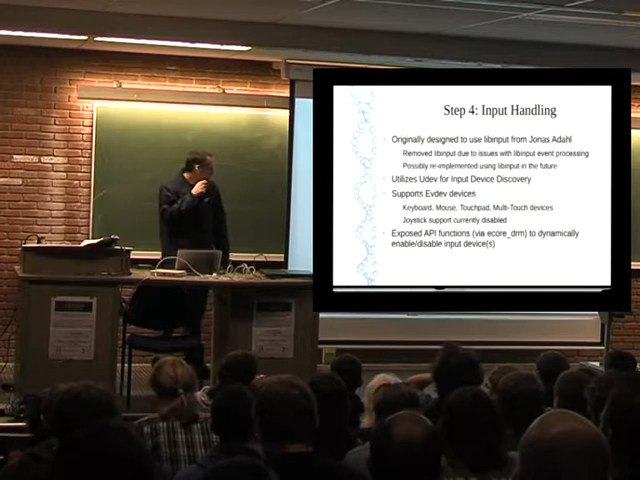 Step 4: Input Handling
Originally designed to use libinput from Jonas Adahl
Removed libinput due to issues with libinput event processing
Possibly re-implemented using libinput in the future
Utilizes Udev for Input Device Discovery
Supports Evdev devices
Keyboard, Mouse, Touchpad, Multi-Touch devices
Joystick support currently disabled
Exposed API functions (via ecore_drm) to dynamically
enable/disable input device(s)